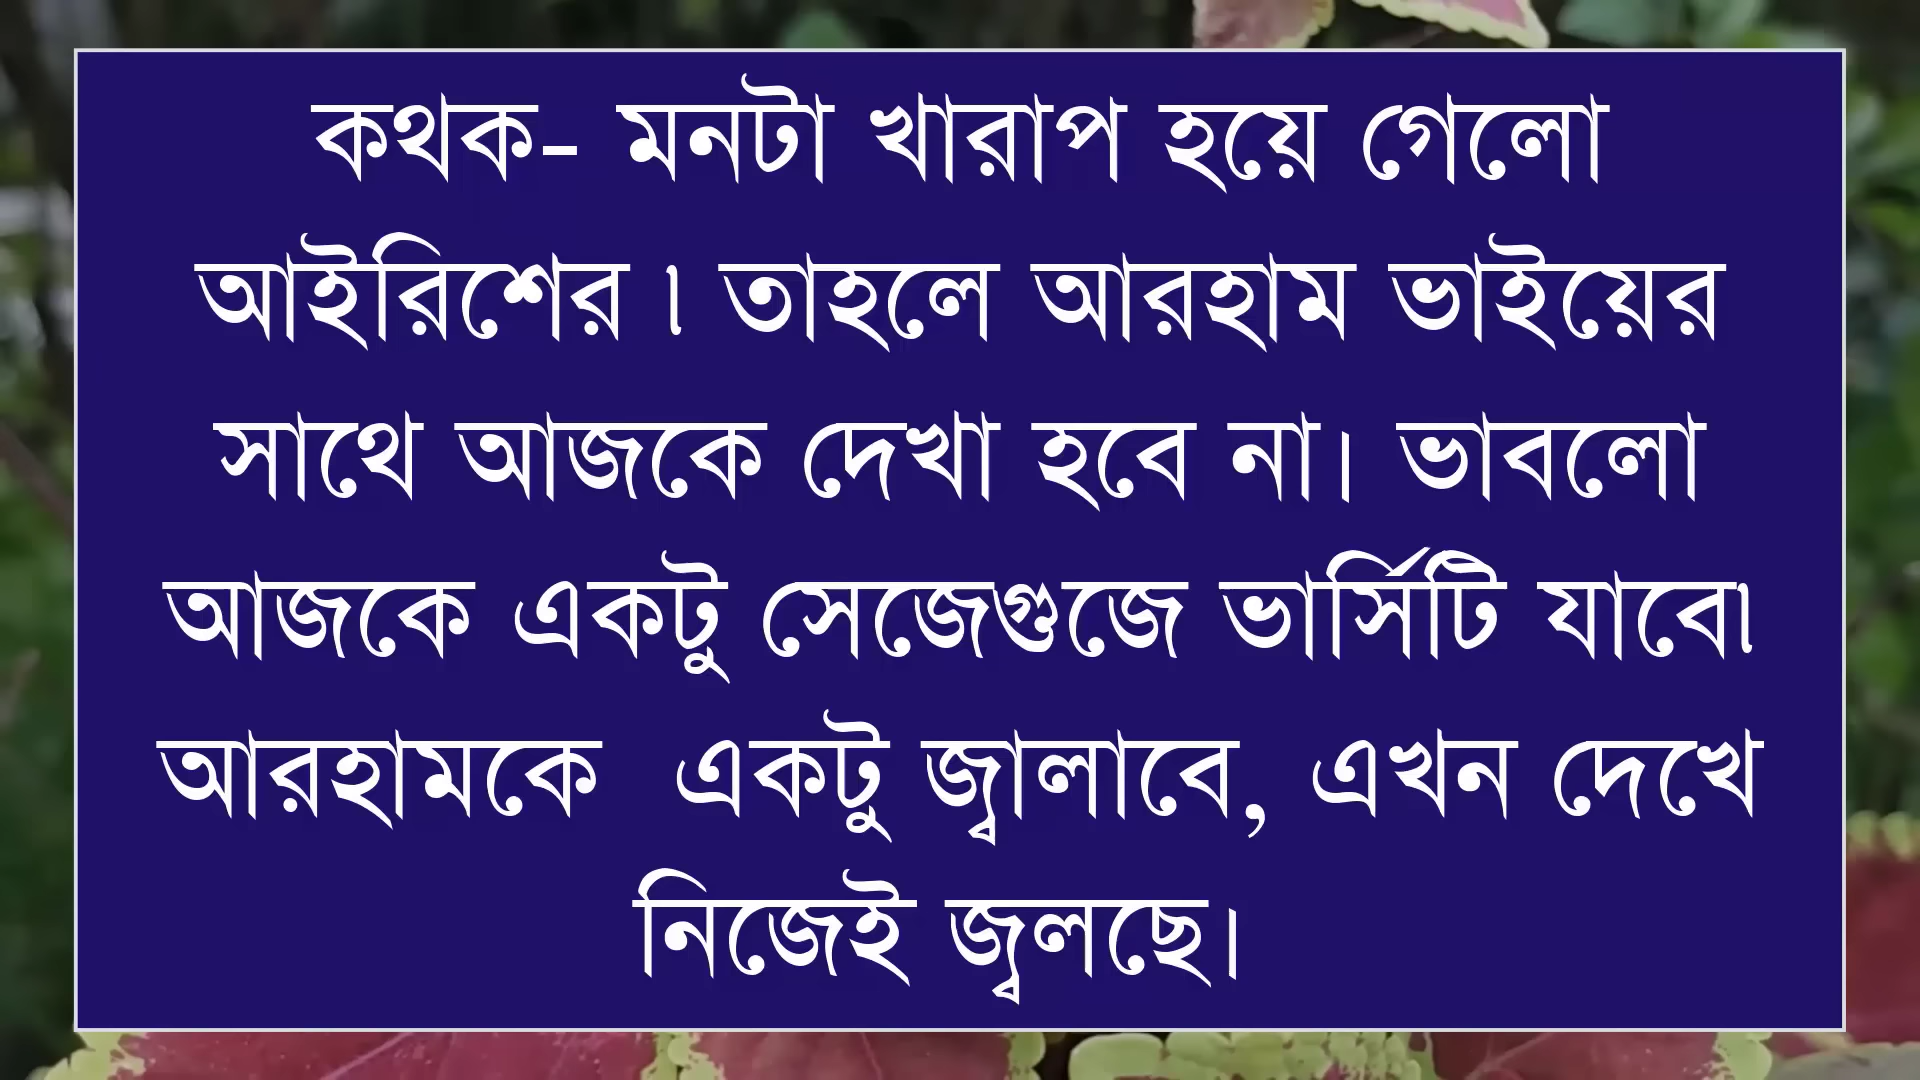 কথক- মনটা খারাপ হয়ে গেলো
আইরিশের ৷ তাহলে আরহাম ভাইয়ের
সাথে আজকে দেখা হবে না। ভাবলো
আজকে একটু সেজেগুজে ভার্সিটি যাবে৷
আরহামকে  একটু জ্বালাবে, এখন দেখে
নিজেই জ্বলছে।